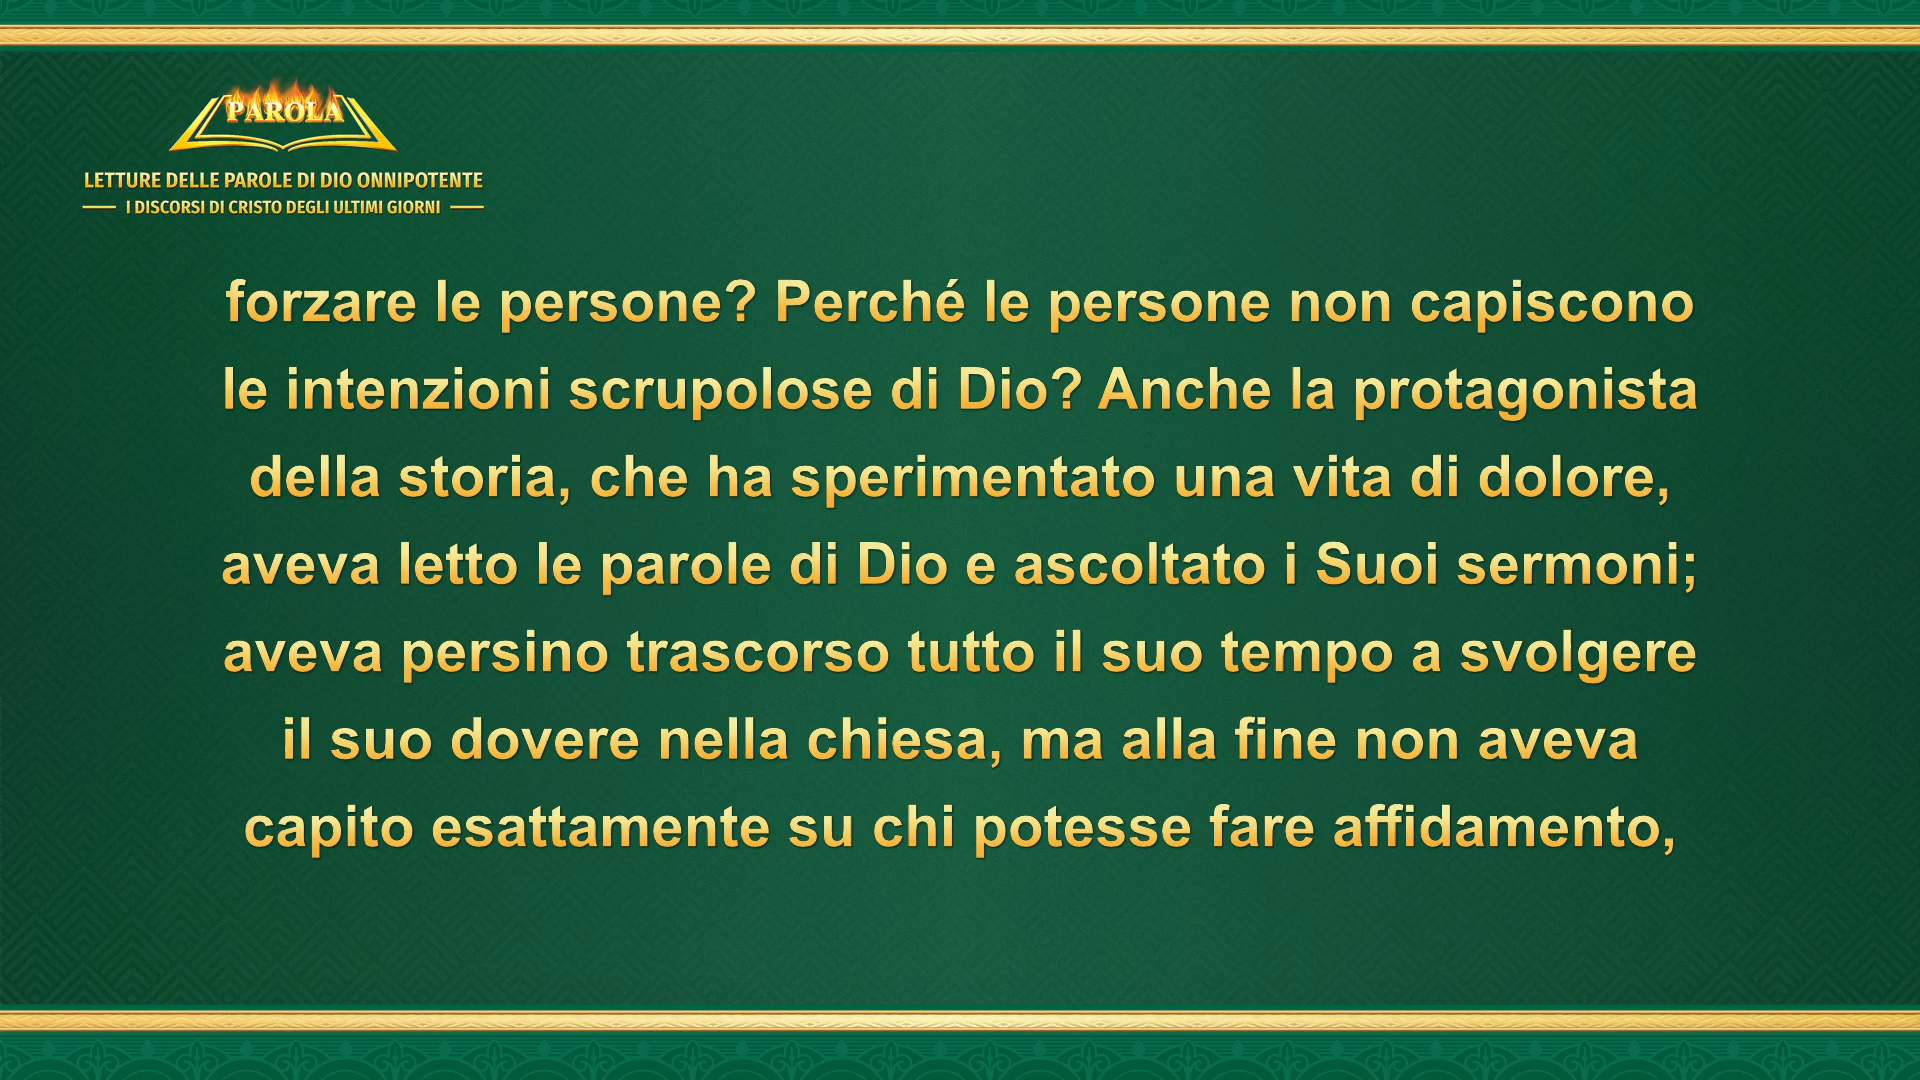 PAROLA
LETTURE DELLE PAROLE DI DIO ONNIPOTENTE
I DISCORSI DI CRISTO DEGLI ULTIMI GIORNI
forzare le persone? Perché le persone non capiscono
le intenzioni scrupolose di Dio? Anche la protagonista
della storia, che ha sperimentato una vita di dolore,
aveva letto le parole di Dio e ascoltato i Suoi sermoni;
aveva persino trascorso tutto il suo tempo a svolgere
il suo dovere nella chiesa, ma alla fine non aveva
capito esattamente su chi potesse fare affidamento,